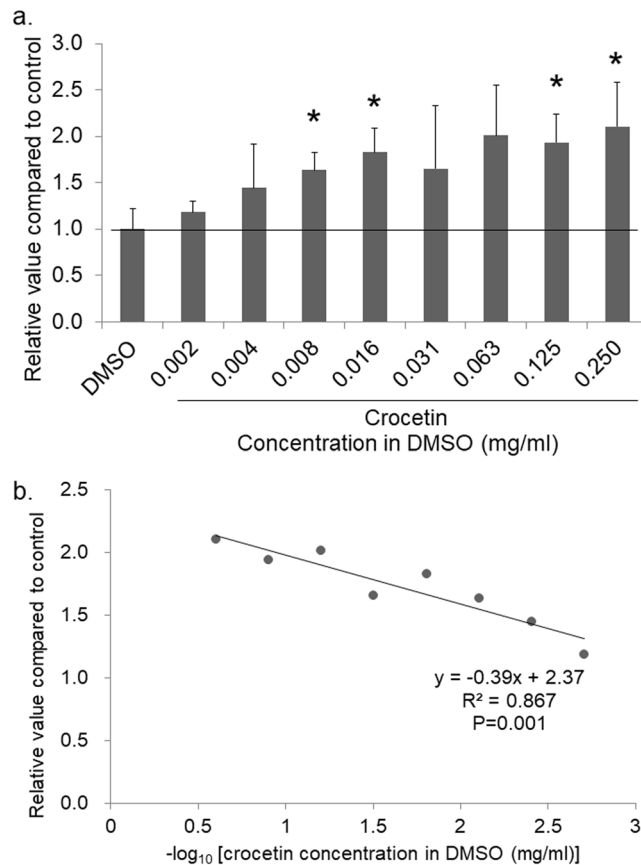 a.
Relative value compared to control
3.0
2.5
2.0
1.5
1.0
0.5
0.0
* * * *
DMSO 0.002 0.004 0.008 0.016 0.031 0.063 0.125 0.250
Crocetin
Concentration in DMSO (mg/ml)
b.
Relative value compared to control
2.5
2.0
1.5
1.0
0.5
0.0
y = -0.39x + 2.37
R² = 0.867
P=0.001
0 0.5 1 1.5 2 2.5 3
-log₁₀ [crocetin concentration in DMSO (mg/ml)]